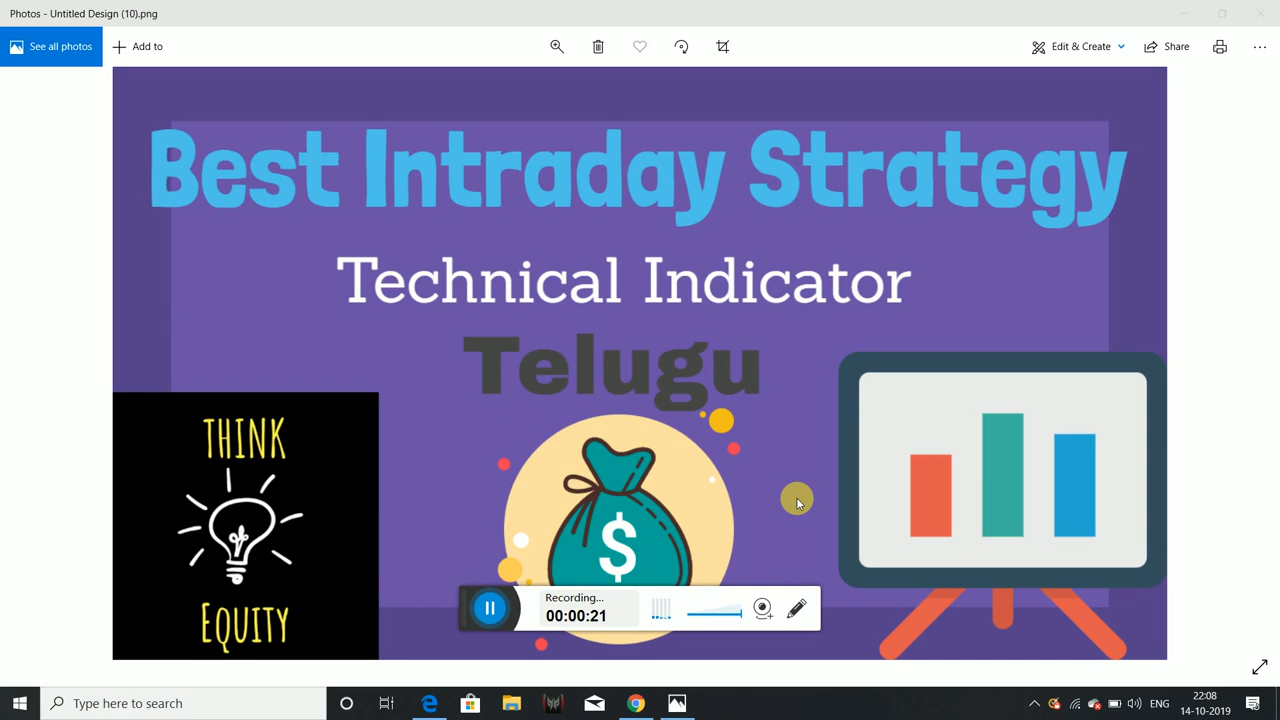 Photos - Untitled Design (10).png
See all photos
Add to
Edit & Create
Share
Best Intraday Strategy
Technical Indicator
Telugu
THINK
EQUITY
$
Recording...
00:00:21
Type here to search
ENG
22:08
14-10-2019